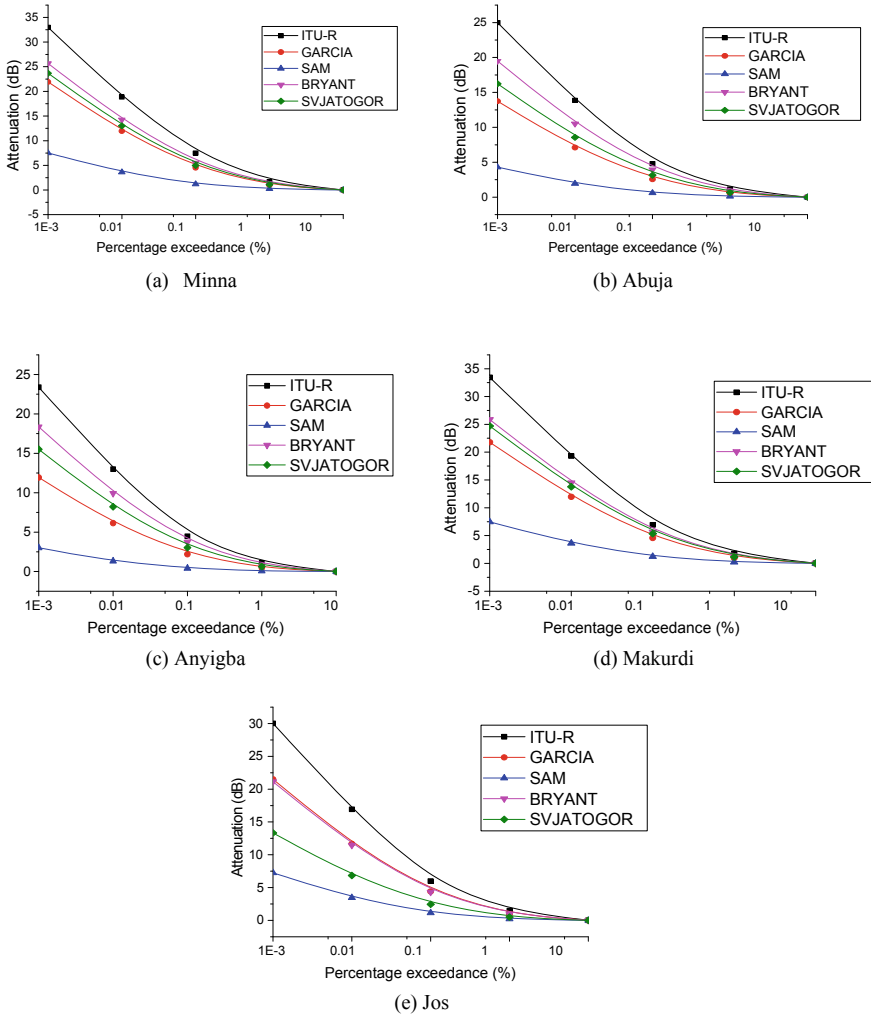 35
30
25
20
15
10
5
0
-5
Attenuation (dB)
1E-3 0.01 0.1 1 10
Percentage exceedance (%)
ITU-R
GARCIA
SAM
BRYANT
SVJATOGOR
(a) Minna
25
20
15
10
5
0
Attenuation (dB)
1E-3 0.01 0.1 1 10
Percentage exceedance (%)
ITU-R
GARCIA
SAM
BRYANT
SVJATOGOR
(b) Abuja
25
20
15
10
5
0
Attenuation (dB)
1E-3 0.01 0.1 1 10
Percentage exceedance (%)
ITU-R
GARCIA
SAM
BRYANT
SVJATOGOR
(c) Anyigba
35
30
25
20
15
10
5
0
-5
Attenuation (dB)
1E-3 0.01 0.1 1 10
Percentage exceedance (%)
ITU-R
GARCIA
SAM
BRYANT
SVJATOGOR
(d) Makurdi
30
25
20
15
10
5
0
Attenuation (dB)
1E-3 0.01 0.1 1 10
Percentage exceedance (%)
ITU-R
GARCIA
SAM
BRYANT
SVJATOGOR
(e) Jos